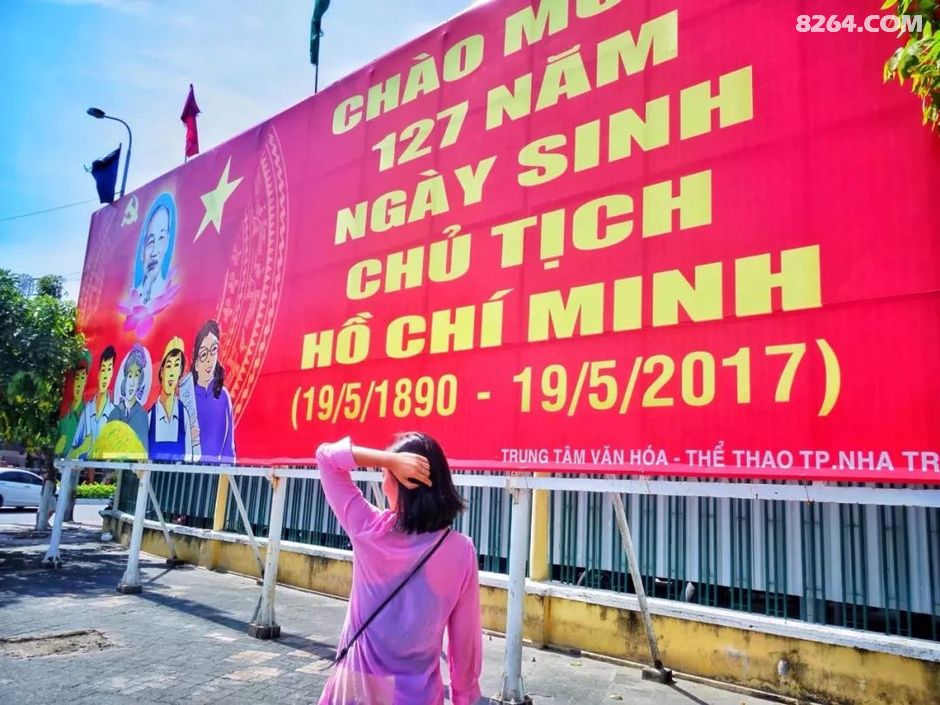 8264.COM
CHÀO MỪ
127 NĂM
NGÀY SINH
CHỦ TỊCH
HỒ CHÍ MINH
(19/5/1890 - 19/5/2017)
TRUNG TÂM VĂN HÓA - THỂ THAO TP.NHA TR